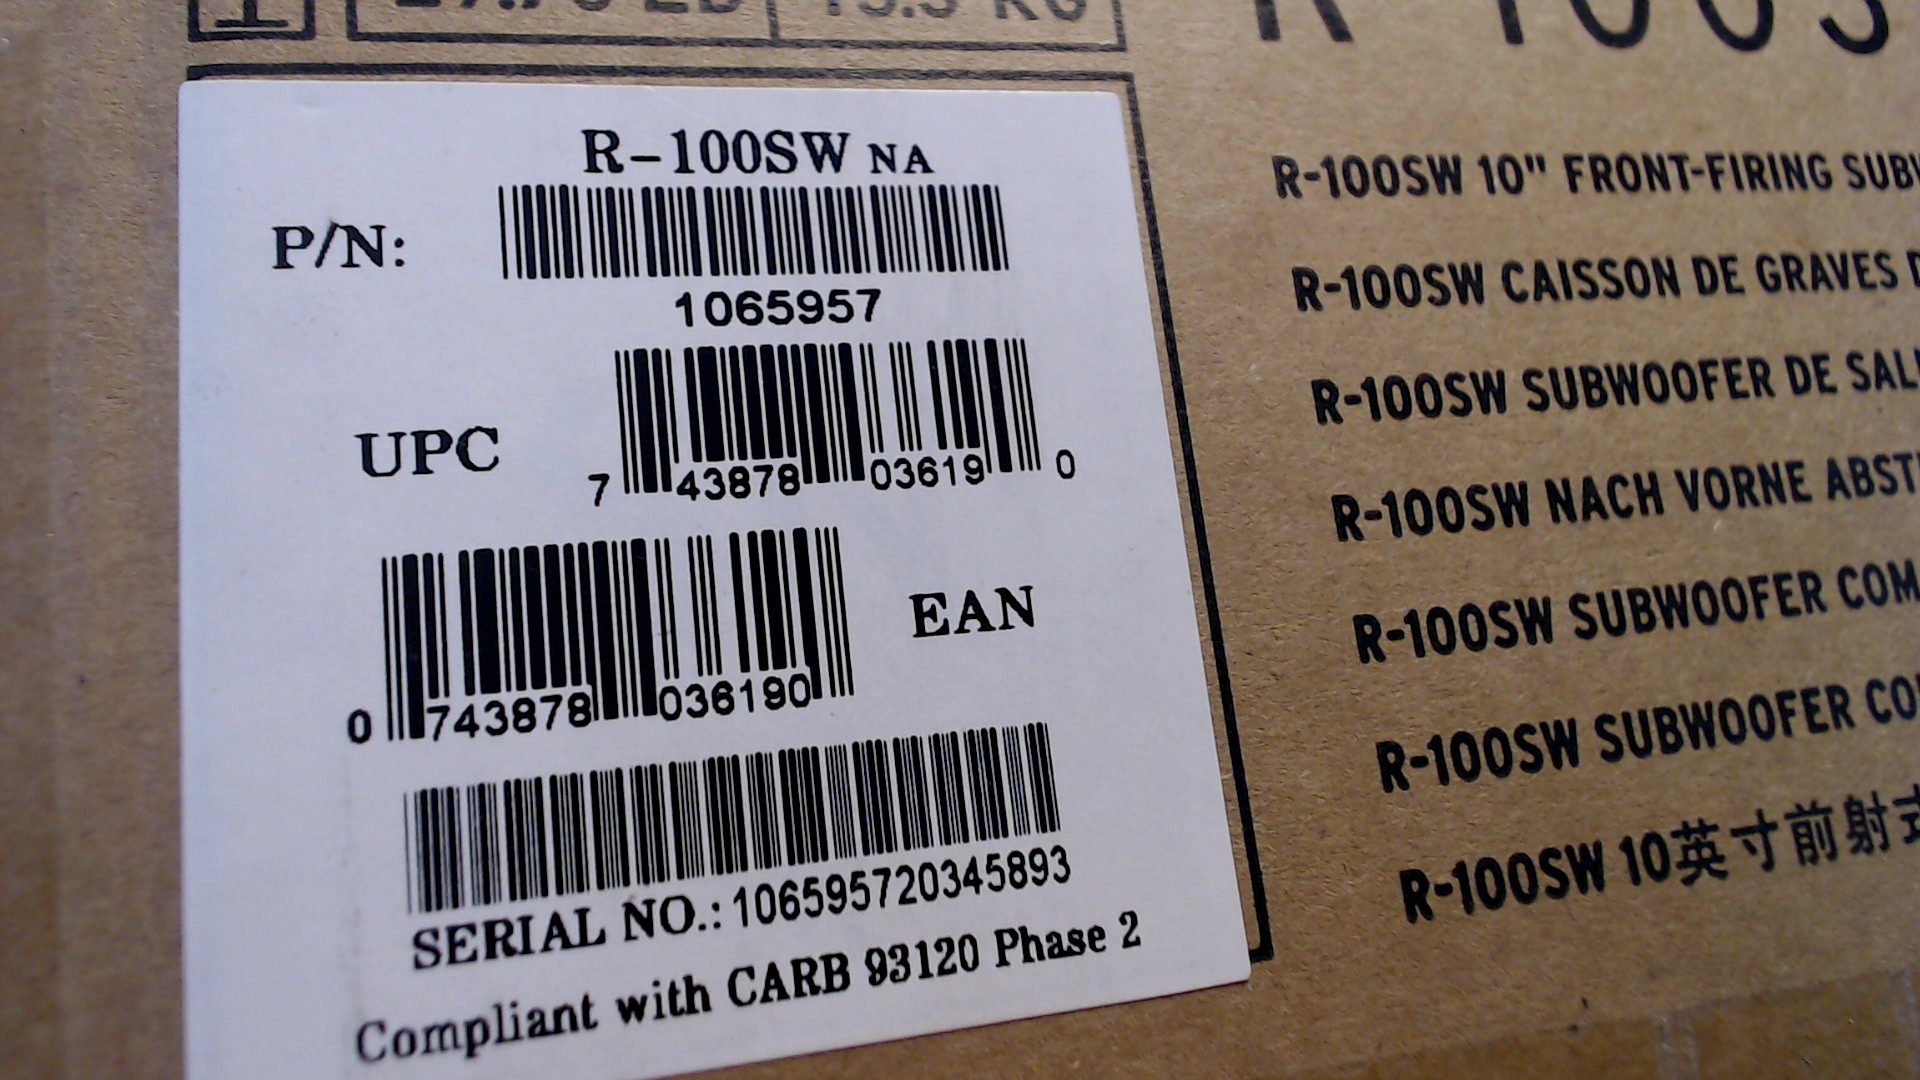 R-100SW NA
P/N:
1065957
UPC
7 43878 03619 0
0 743878 036190
EAN
SERIAL NO.: 106595720345893
Compliant with CARB 93120 Phase 2
R-100SW 10" FRONT-FIRING
R-100SW CAISSON DE GRAVES
R-100SW SUBWOOFER DE
R-100SW NACH VORNE
R-100SW SUBWOOFER
R-100SW SUBWOOFER
R-100SW 10英寸前射式